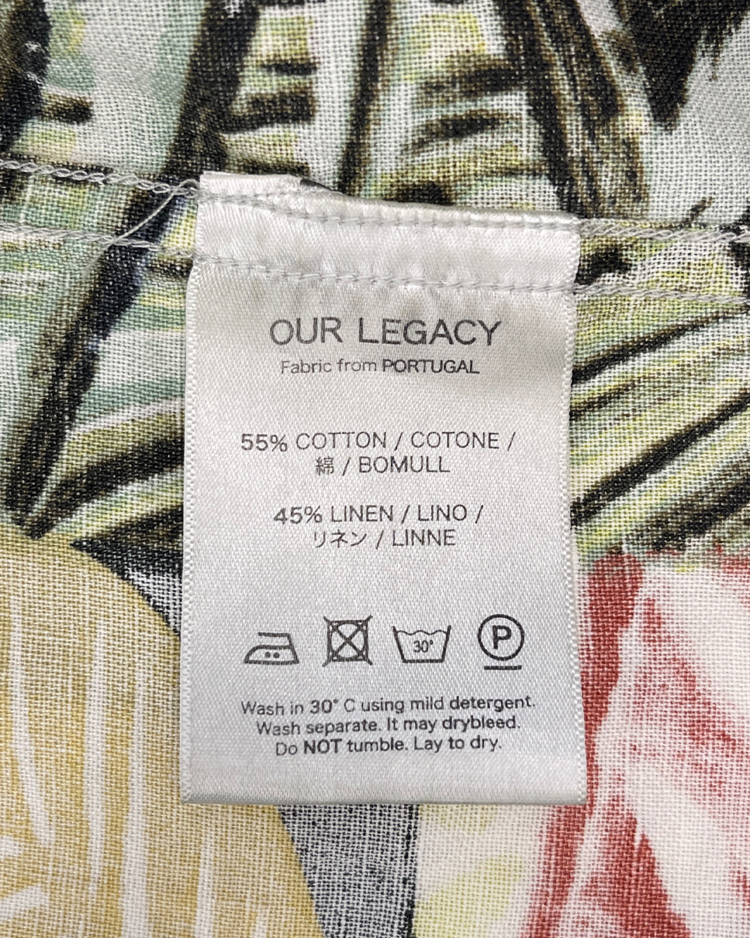 OUR LEGACY
Fabric from PORTUGAL
55% COTTON / COTONE /
綿 / BOMULL
45% LINEN / LINO /
リネン / LINNE
30° P
Wash in 30° C using mild detergent.
Wash separate. It may drybleed.
Do NOT tumble. Lay to dry.